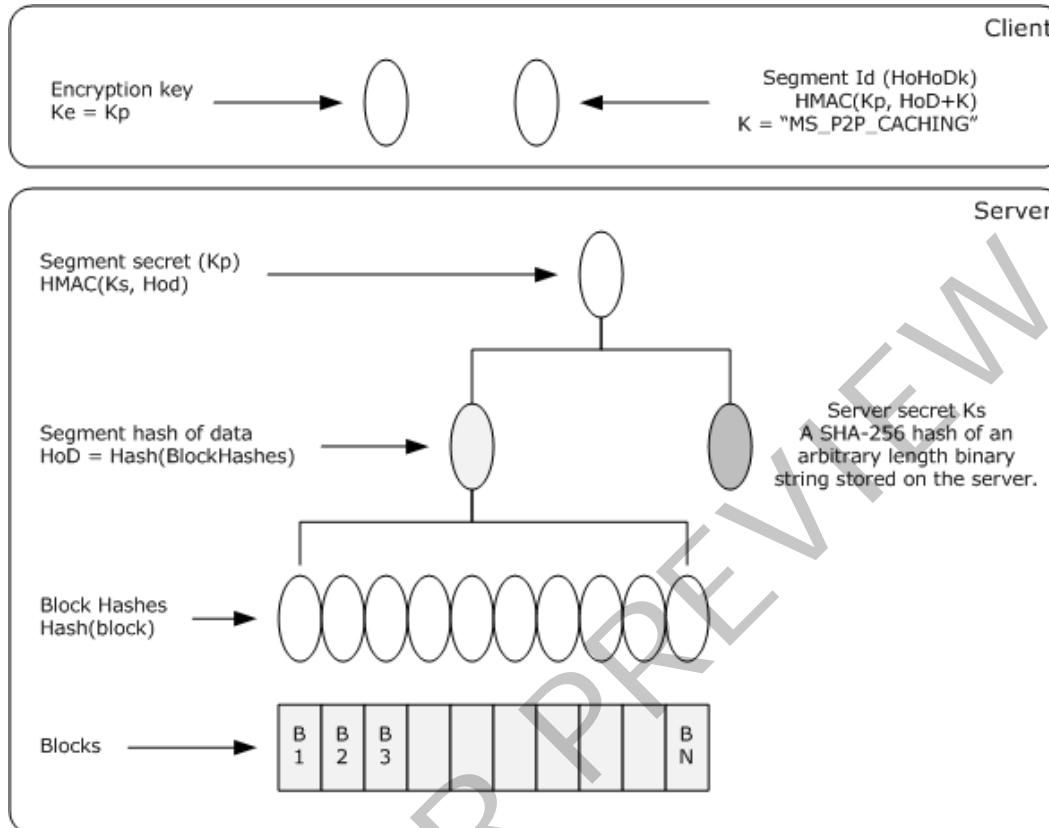 Client
Encryption key
Ke = Kp
Segment Id (HoHoDk)
HMAC(Kp, HoD+K)
K = “MS_P2P_CACHING”
Server
Segment secret (Kp)
HMAC(Ks, Hod)
Segment hash of data
HoD = Hash(BlockHashes)
Server secret Ks
A SHA-256 hash of an
arbitrary length binary
string stored on the server.
Block Hashes
Hash(block)
Blocks
B
1
B
2
B
3
B
N
R PREVIEW